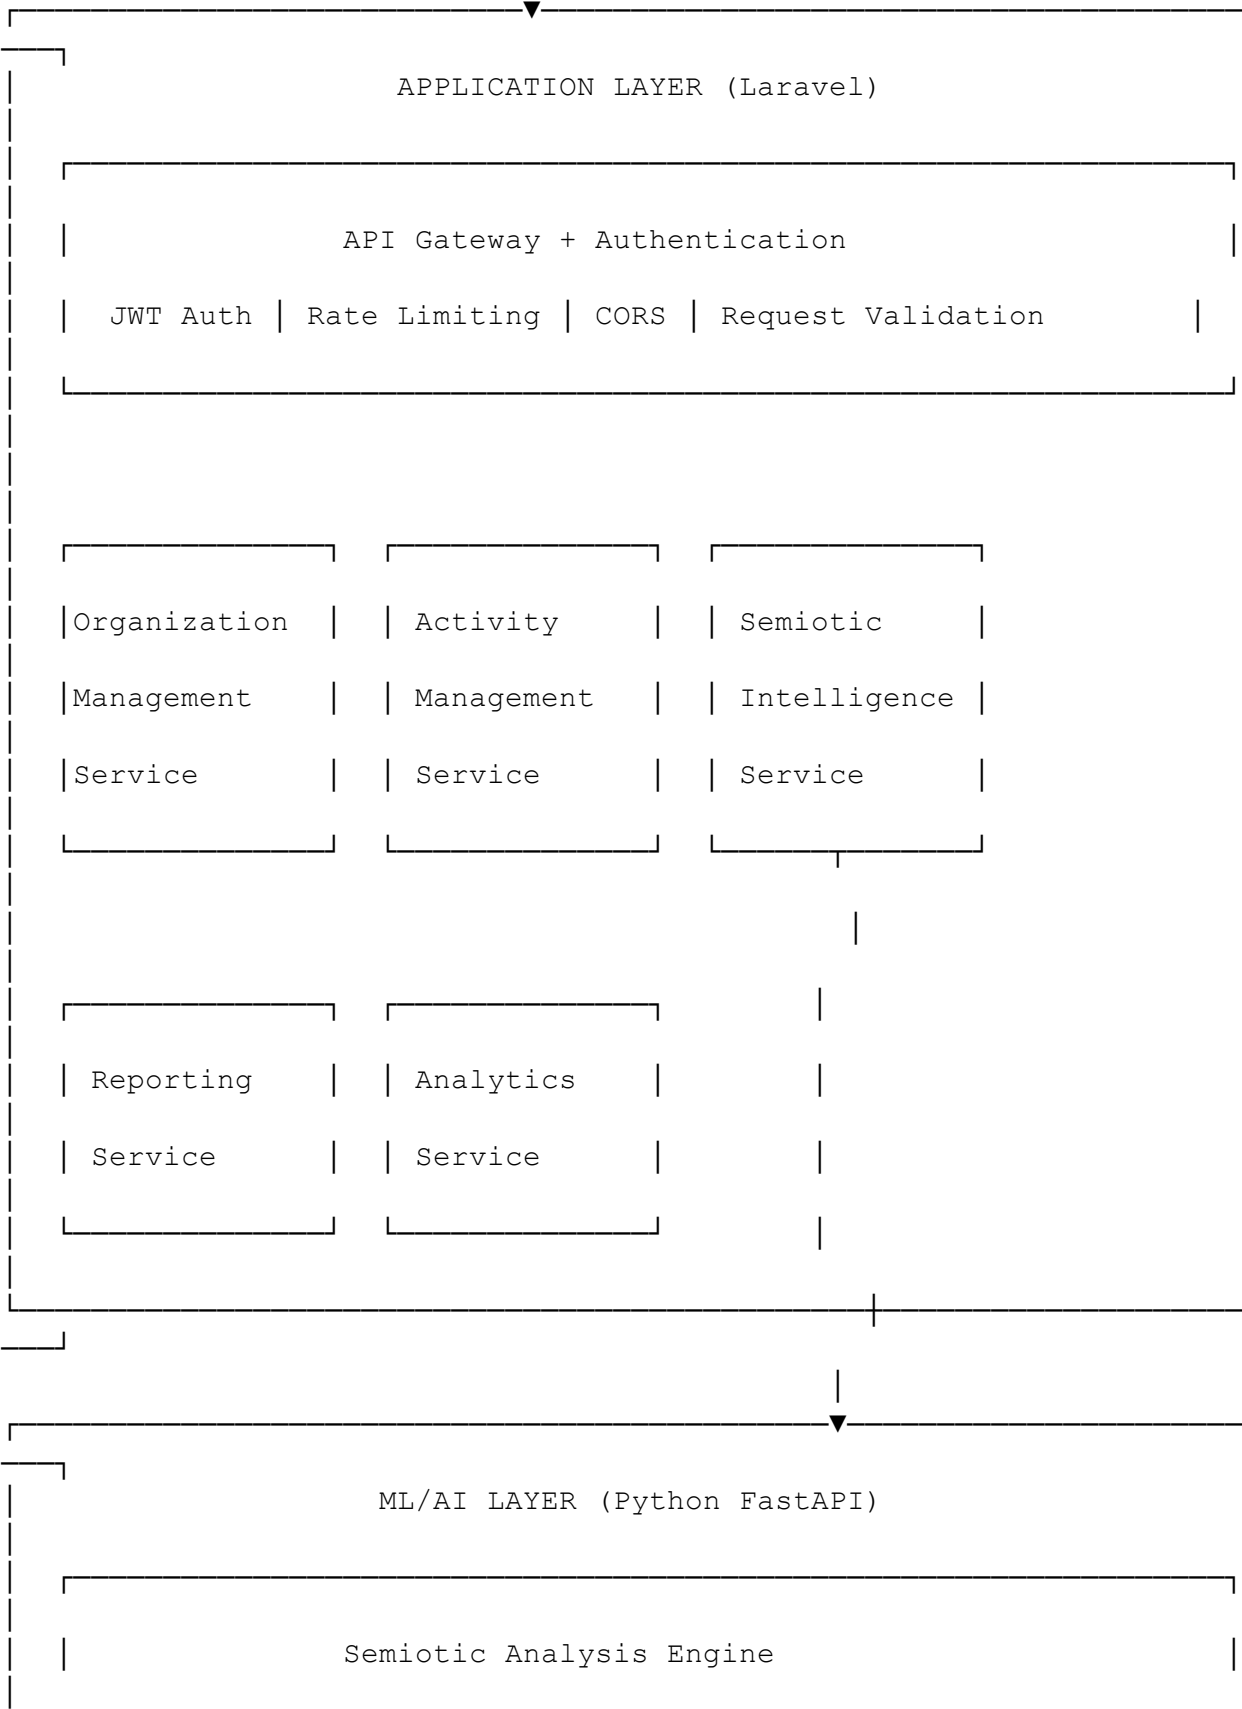 APPLICATION LAYER (Laravel)
API Gateway + Authentication
JWT Auth │ Rate Limiting │ CORS │ Request Validation
Organization Activity Semiotic
Management Management Intelligence
Service Service Service
Reporting Analytics
Service Service
ML/AI LAYER (Python FastAPI)
Semiotic Analysis Engine